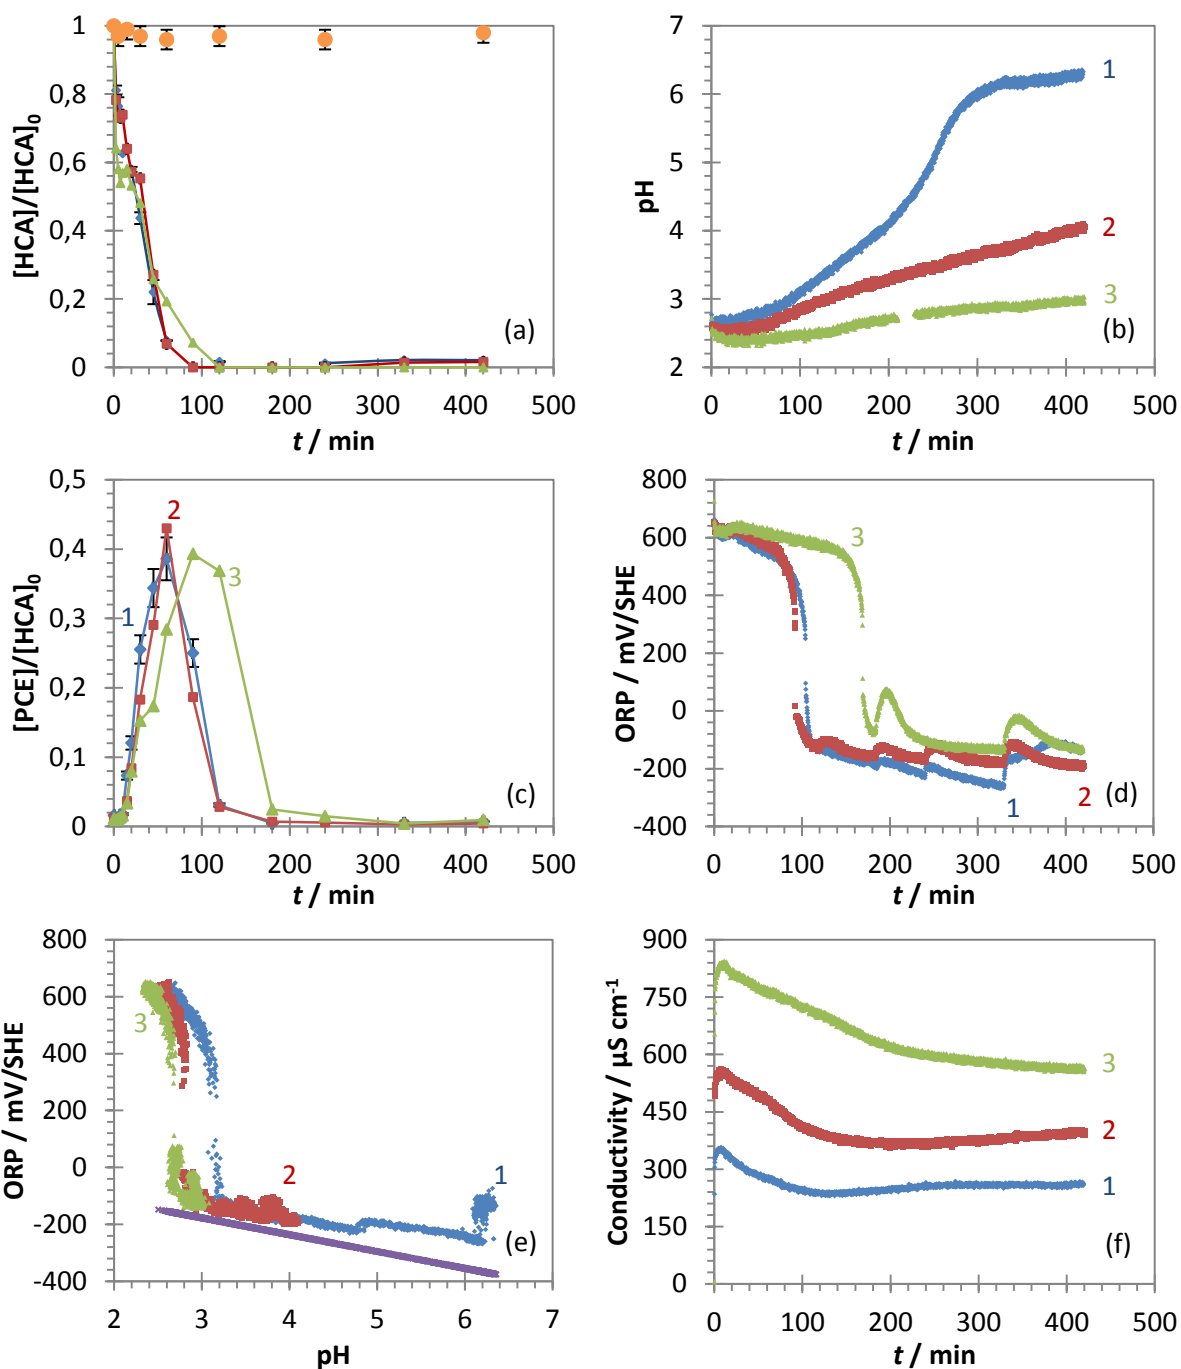 1
0,8
0,6
0,4
0,2
0
0 100 200 300 400 500
[HCA]/[HCA]0
t / min
(a)
7
6
5
4
3
2
0 100 200 300 400 500
pH
t / min
1
2
3
(b)
0,5
0,4
0,3
0,2
0,1
0
0 100 200 300 400 500
[PCE]/[HCA]0
t / min
2
1
3
(c)
800
600
400
200
0
-200
-400
0 100 200 300 400 500
ORP / mV/SHE
t / min
3
1
2
(d)
800
600
400
200
0
-200
-400
2 3 4 5 6 7
ORP / mV/SHE
pH
3
2
1
(e)
900
750
600
450
300
150
0
0 100 200 300 400 500
Conductivity / µS cm-1
t / min
3
2
1
(f)